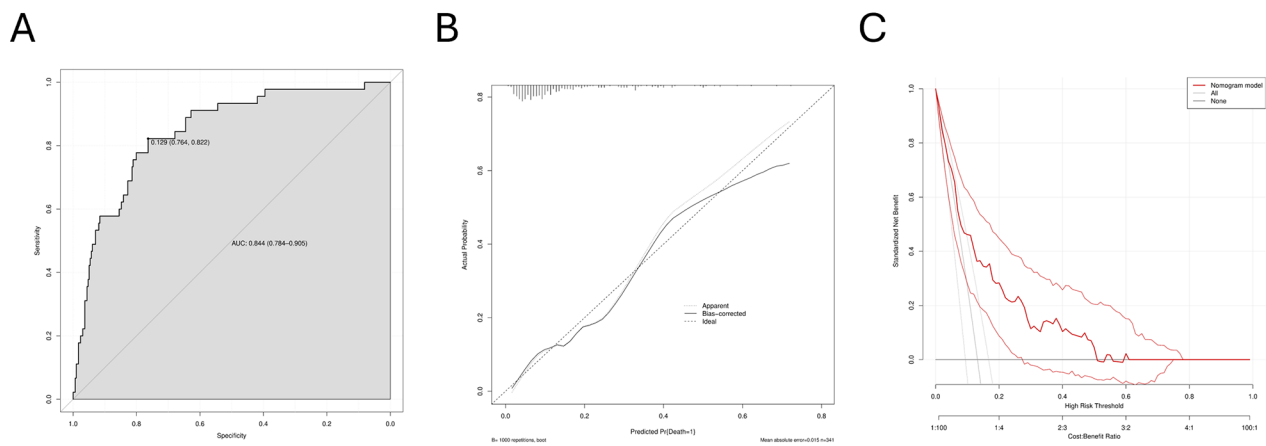 A
B
C
1.0
0.8
0.6
0.4
0.2
0.0
Sensitivity
0.129 (0.764, 0.822)
AUC: 0.844 (0.784–0.905)
1.0
0.8
0.6
0.4
0.2
0.0
Specificity
0.8
0.6
0.4
0.2
0.0
Actual Probability
Apparent
Bias−corrected
Ideal
0.0
0.2
0.4
0.6
0.8
Predicted Pr{Death=1}
B= 1000 repetitions, boot
Mean absolute error=0.015 n=341
Nomogram model
All
None
1.0
0.8
0.6
0.4
0.2
0.0
Standardized Net Benefit
0.0
0.2
0.4
0.6
0.8
1.0
High Risk Threshold
1:100
1:4
2:3
3:2
4:1
100:1
Cost:Benefit Ratio